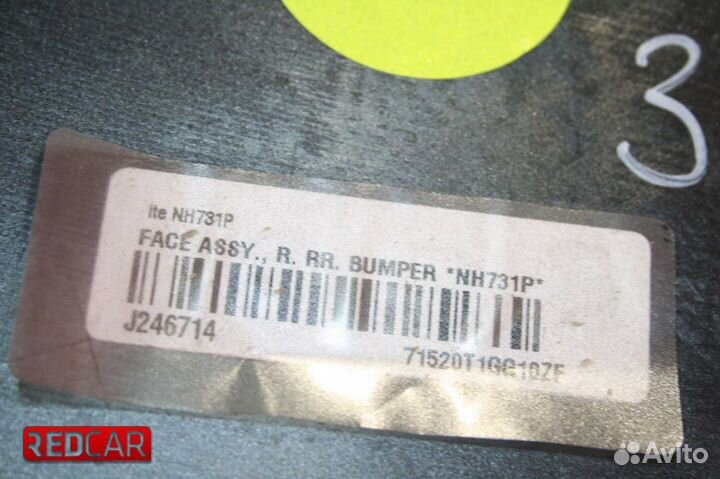 3
ite NH731P
FACE ASSY., R. RR. BUMPER *NH731P*
J246714
71520T1GG10ZF
REDCAR
Avito